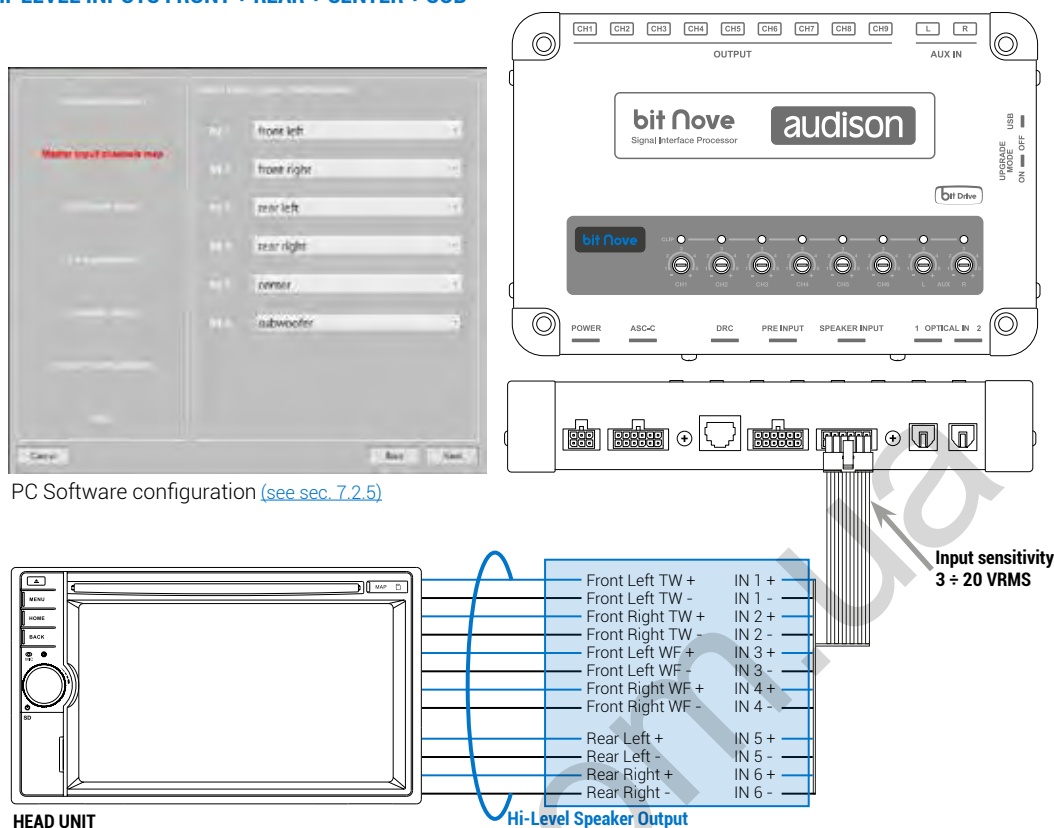 LEVEL INPUTS FRONT + REAR + CENTER + SUB
CH1 CH2 CH3 CH4 CH5 CH6 CH7 CH8 CH9 L R
OUTPUT AUX IN
bit Nove
Signal Interface Processor
audison
UPGRADE MODE
ON OFF USB
bit Drive
bit Nove
CLIP
CH1 CH2 CH3 CH4 CH5 CH6 L AUX R
POWER ASC-C DRC PRE INPUT SPEAKER INPUT 1 OPTICAL IN 2
Master input channels map
front left
front right
rear left
rear right
center
subwoofer
Cancel Back Next
PC Software configuration (see sec. 7.2.5)
Input sensitivity
3 ÷ 20 VRMS
MAP
MENU
HOME
BACK
MIC
SD
HEAD UNIT
Front Left TW + IN 1 +
Front Left TW - IN 1 -
Front Right TW + IN 2 +
Front Right TW - IN 2 -
Front Left WF + IN 3 +
Front Left WF - IN 3 -
Front Right WF + IN 4 +
Front Right WF - IN 4 -
Rear Left + IN 5 +
Rear Left - IN 5 -
Rear Right + IN 6 +
Rear Right - IN 6 -
Hi-Level Speaker Output
om.ua